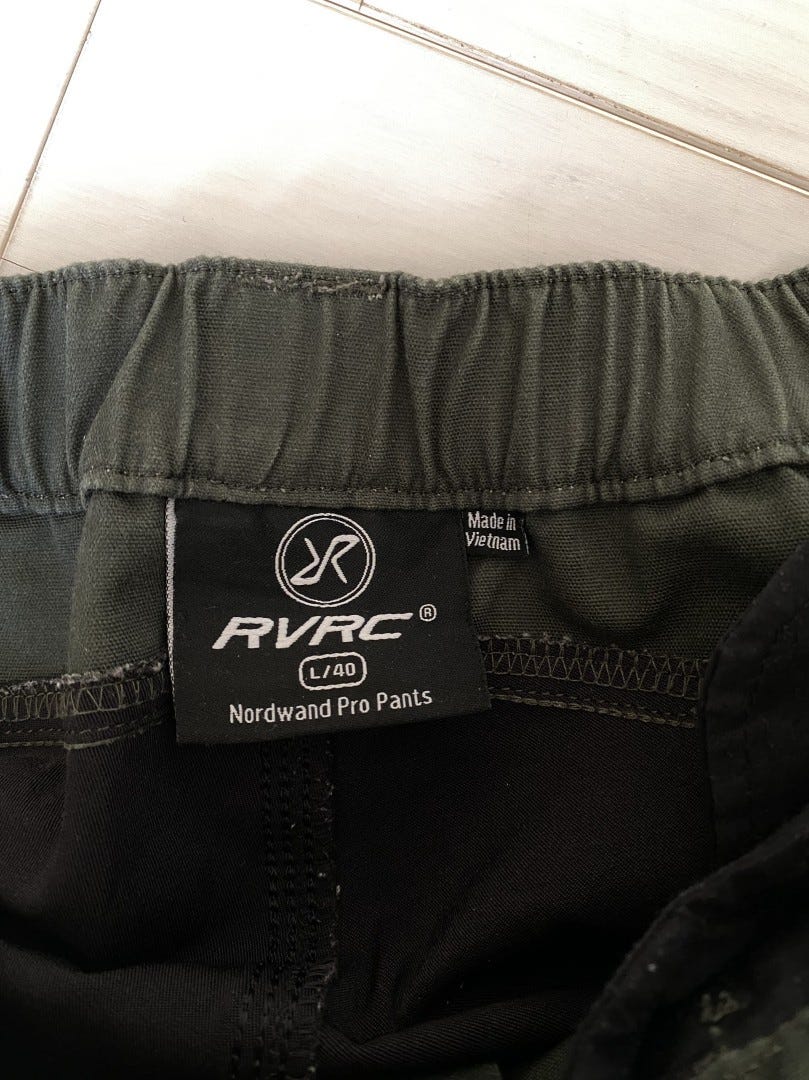 RVRC®
L/40
Nordwand Pro Pants
Made in
Vietnam